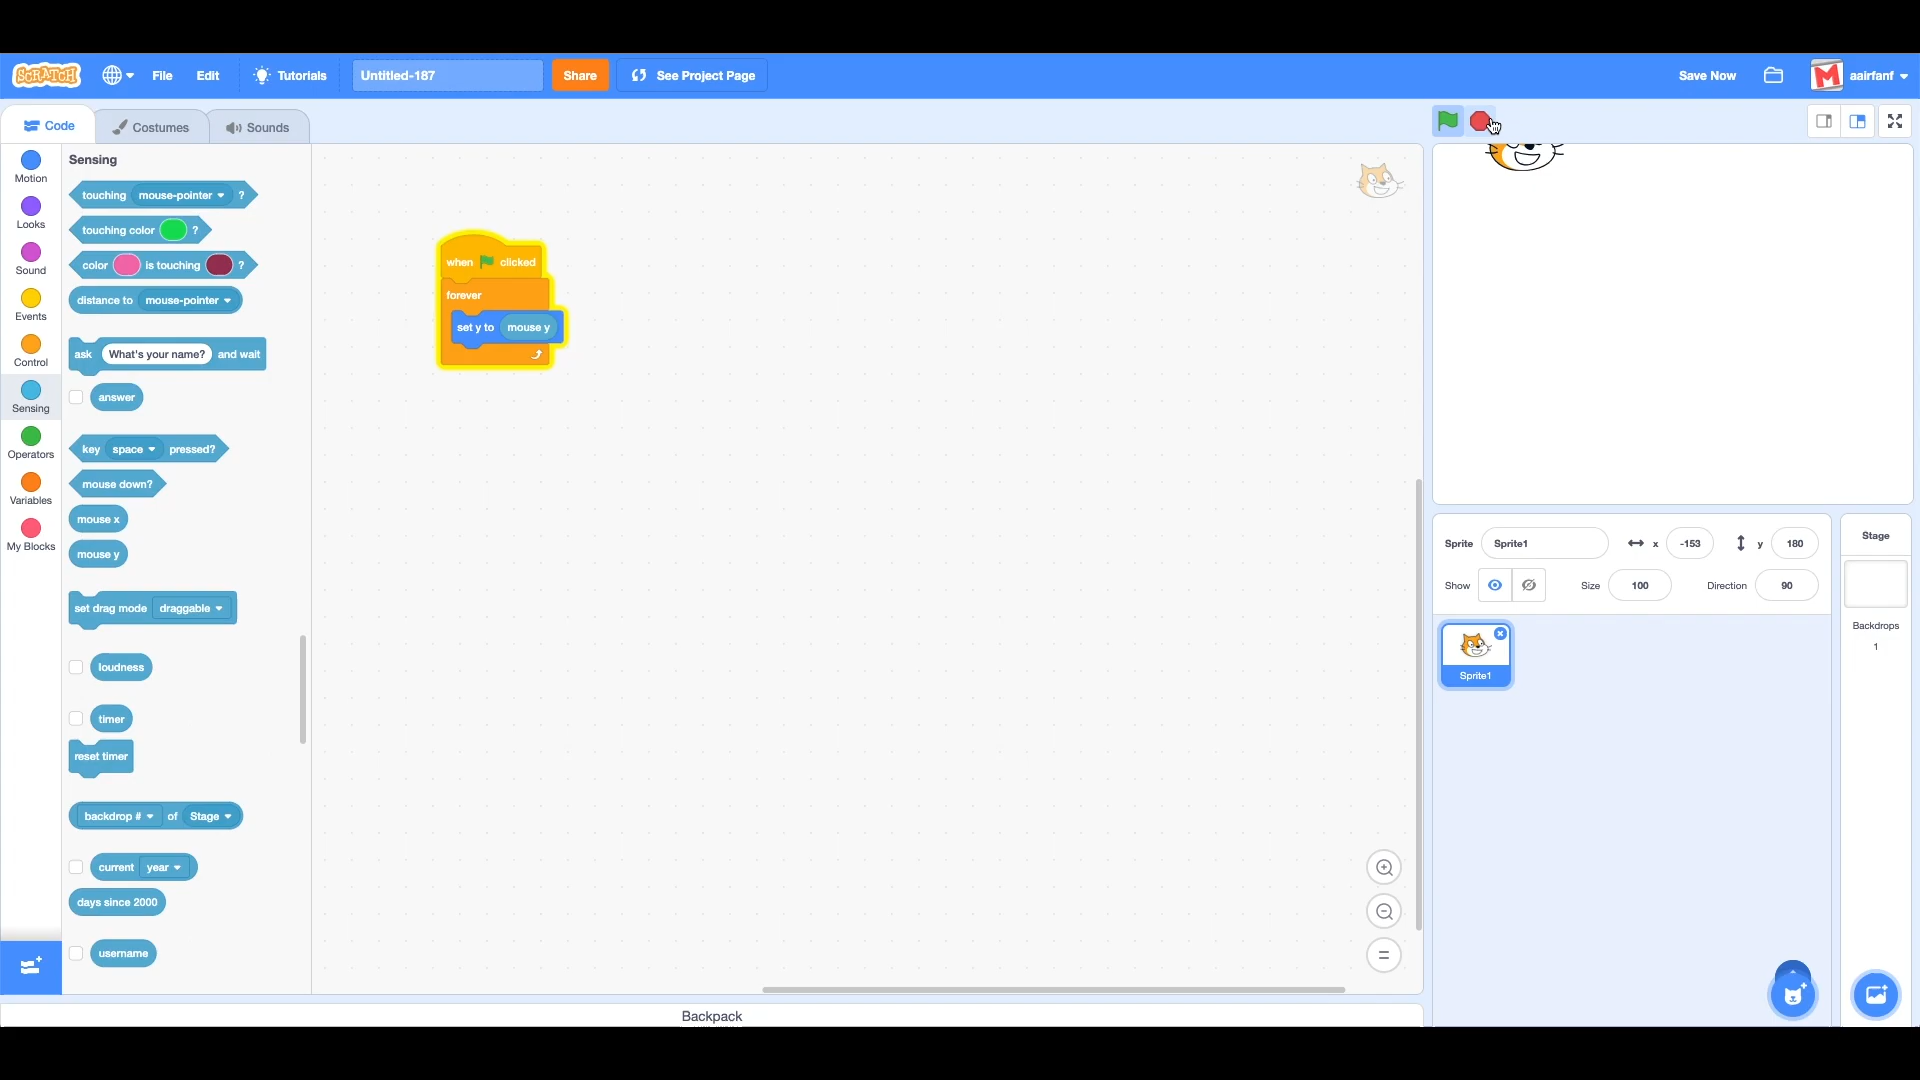 SCRATCH File Edit Tutorials Untitled-187 Share See Project Page Save Now aairfanf
Code Costumes Sounds
Motion
Looks
Sound
Events
Control
Sensing
Operators
Variables
My Blocks
Sensing
touching mouse-pointer ?
touching color ?
color is touching ?
distance to mouse-pointer
ask What's your name? and wait
answer
key space pressed?
mouse down?
mouse x
mouse y
set drag mode draggable
loudness
timer
reset timer
backdrop # of Stage
current year
days since 2000
username
when clicked
forever
set y to mouse y
Backpack
Sprite Sprite1 x -153 y 180
Show Size 100 Direction 90
Sprite1
Stage
Backdrops
1